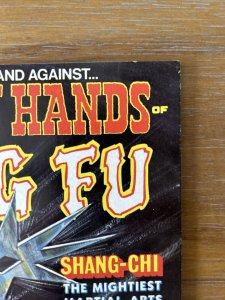 AND AGAINST...
HANDS OF
G FU
SHANG-CHI
THE MIGHTIEST
MARTIAL ARTS